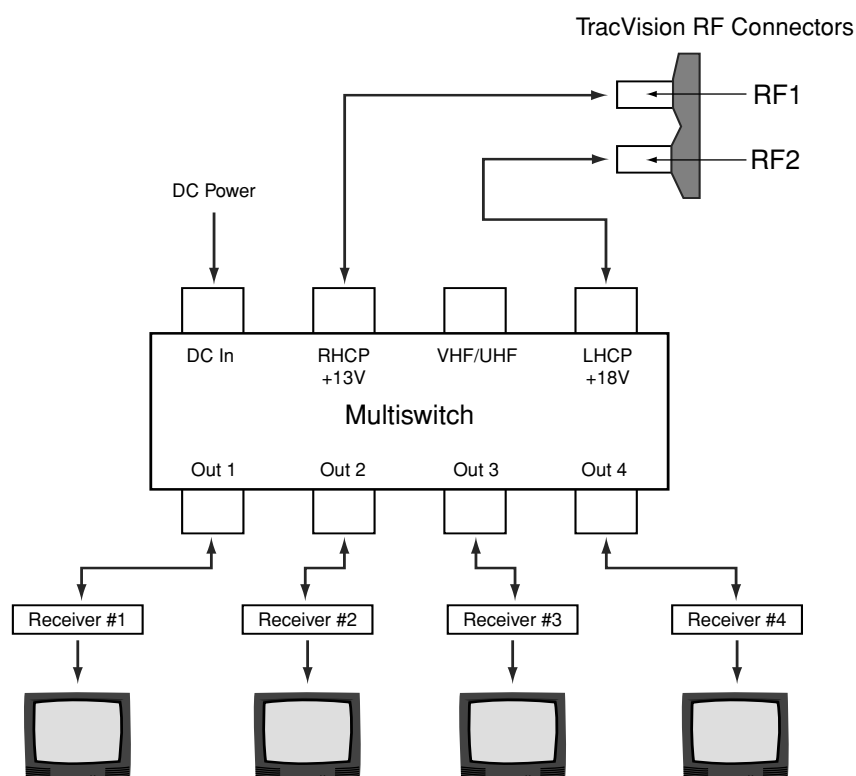 TracVision RF Connectors
RF1
RF2
DC Power
DC In
RHCP
+13V
VHF/UHF
LHCP
+18V
Multiswitch
Out 1
Out 2
Out 3
Out 4
Receiver #1
Receiver #2
Receiver #3
Receiver #4